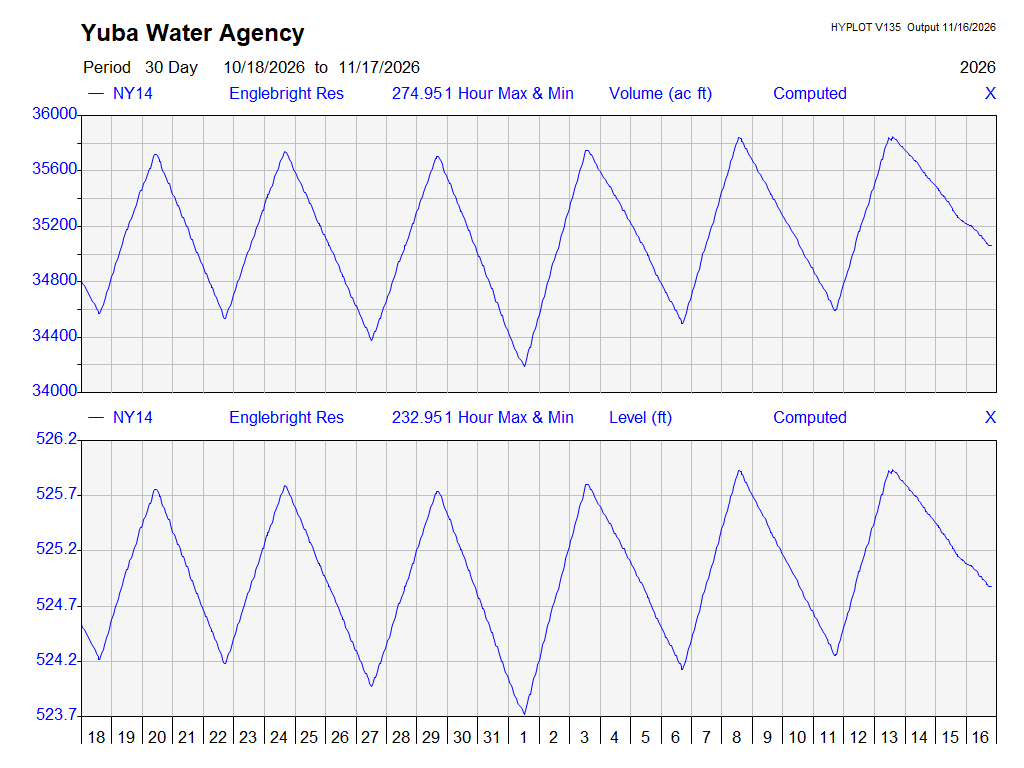 Yuba Water Agency
HYPLOT V135 Output 11/16/2026
Period 30 Day 10/18/2026 to 11/17/2026
2026
NY14 Englebright Res 274.951 Hour Max & Min Volume (ac ft) Computed X
36000
35600
35200
34800
34400
34000
NY14 Englebright Res 232.951 Hour Max & Min Level (ft) Computed X
526.2
525.7
525.2
524.7
524.2
523.7
18 19 20 21 22 23 24 25 26 27 28 29 30 31 1 2 3 4 5 6 7 8 9 10 11 12 13 14 15 16